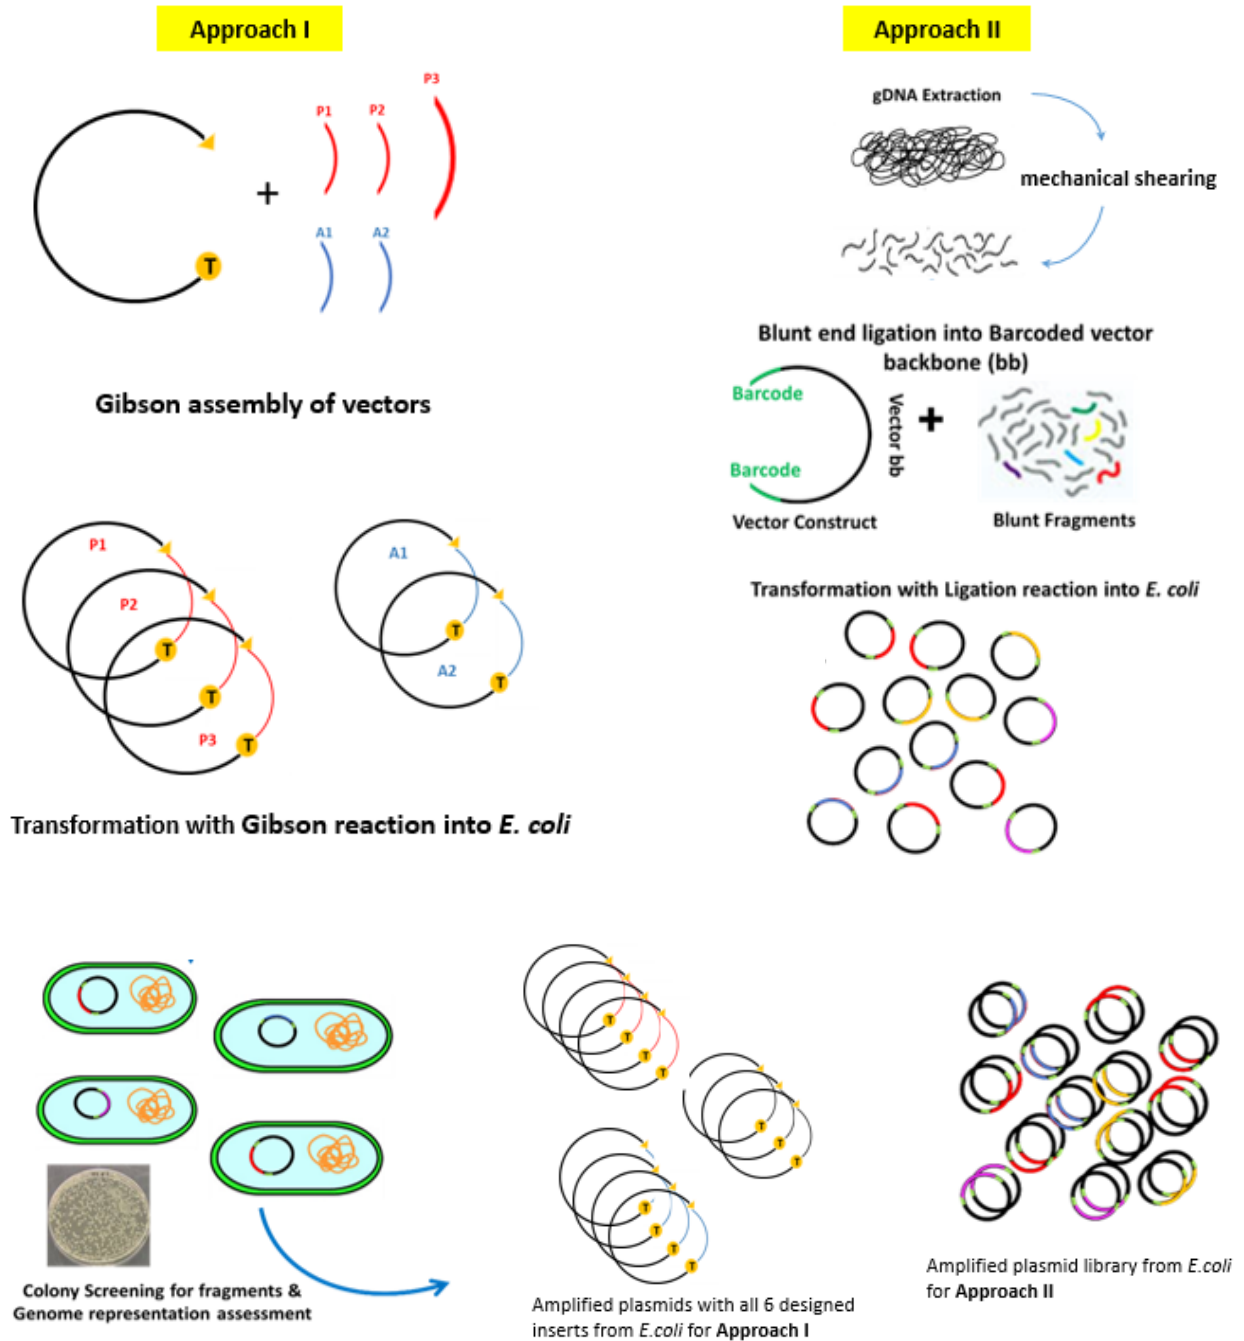 Approach I
P1
P2
P3
A1
A2
T
Gibson assembly of vectors
P1
P2
P3
T
T
T
A1
A2
T
T
Transformation with Gibson reaction into E. coli
Approach II
gDNA Extraction
mechanical shearing
Blunt end ligation into Barcoded vector
backbone (bb)
Barcode
Barcode
Vector bb
Vector Construct
Blunt Fragments
Transformation with Ligation reaction into E. coli
Colony Screening for fragments &
Genome representation assessment
T
T
T
T
T
T
T
T
T
T
T
Amplified plasmids with all 6 designed
inserts from E.coli for Approach I
Amplified plasmid library from E.coli
for Approach II